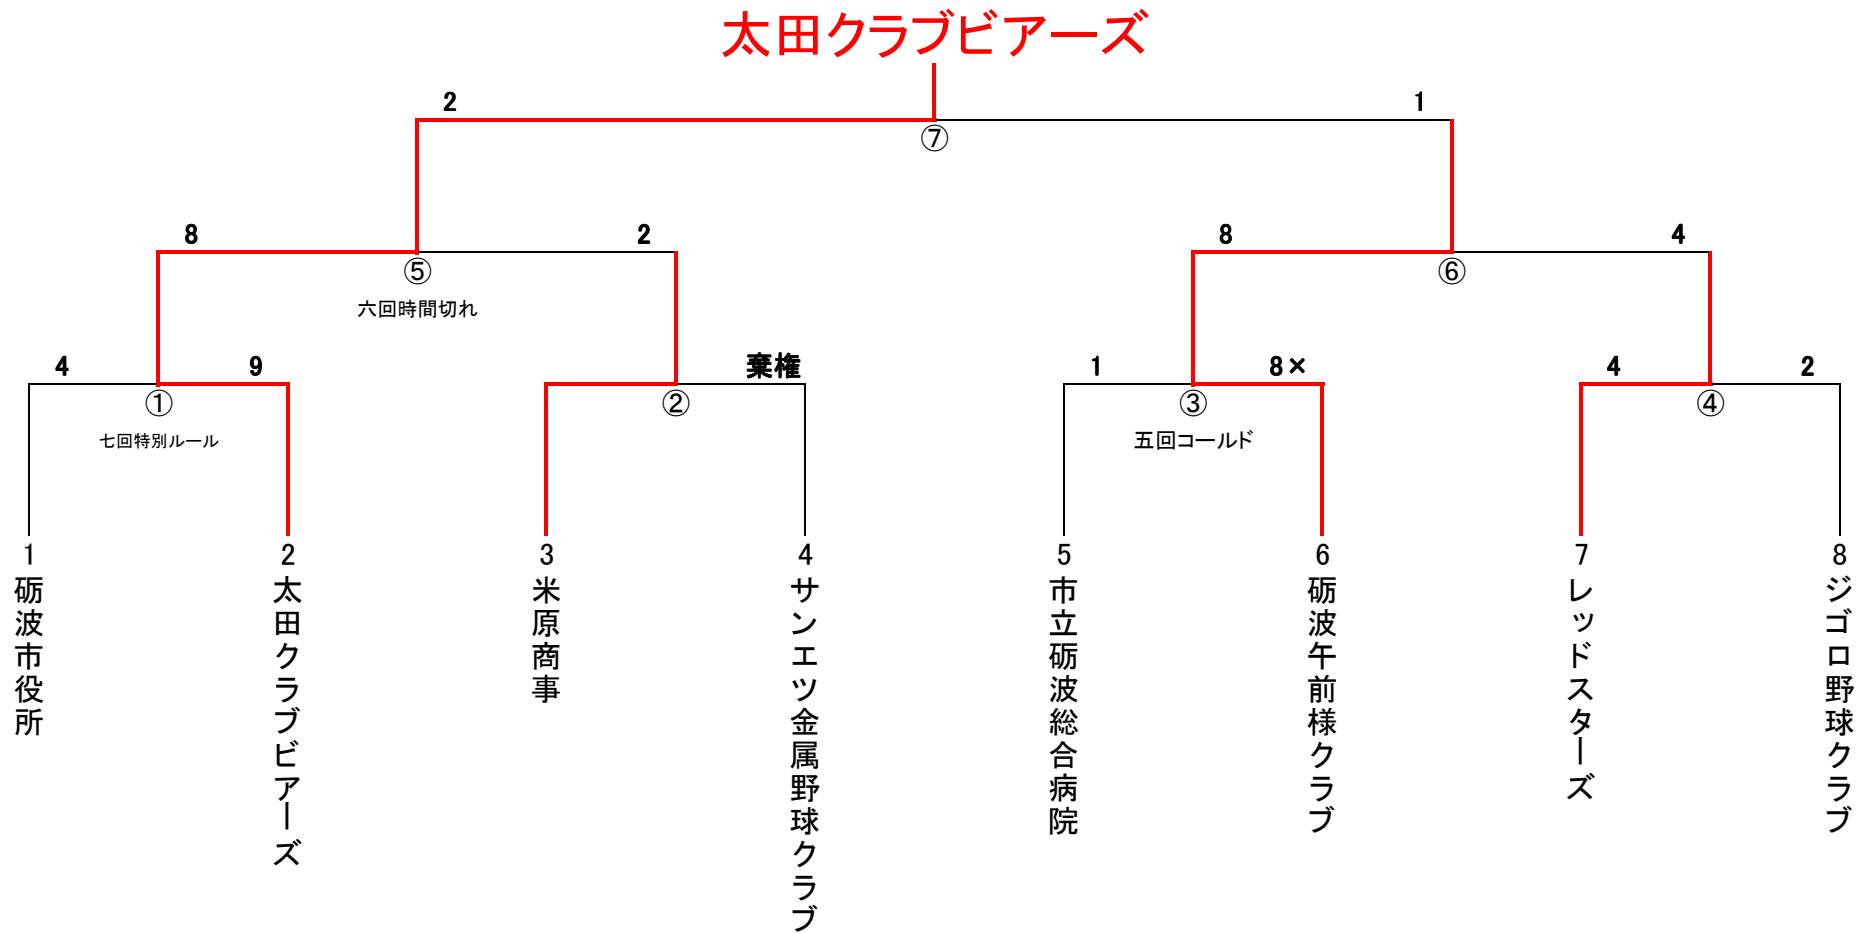 太田クラブビアーズ
2
1
⑦
8
2
8
4
⑤
⑥
六回時間切れ
4
9
棄権
1
8×
4
2
①
②
③
④
七回特別ルール
五回コールド
1
2
3
4
5
6
7
8
砺波市役所
太田クラブビアーズ
米原商事
サンエツ金属野球クラブ
市立砺波総合病院
砺波午前様クラブ
レッドスターズ
ジゴロ野球クラブ